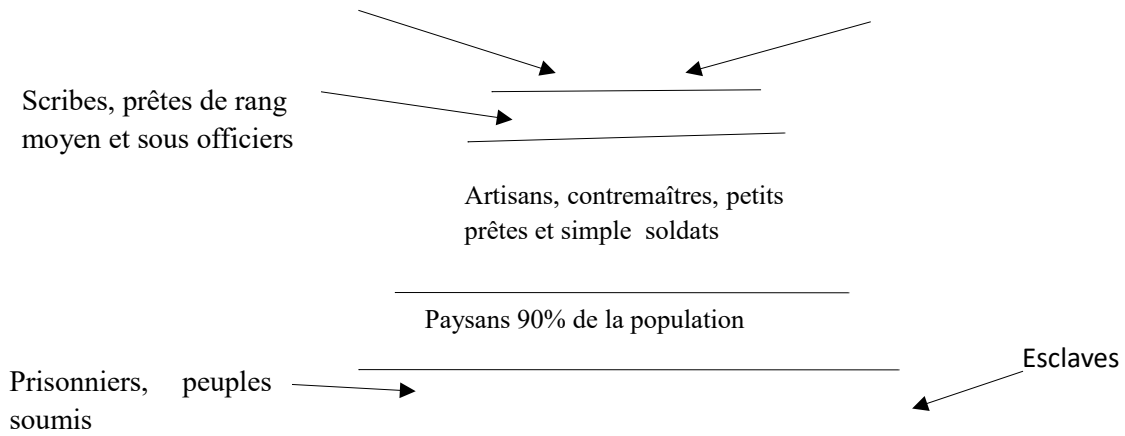 Scribes, prêtes de rang
moyen et sous officiers
Artisans, contremaîtres, petits
prêtes et simple soldats
Paysans 90% de la population
Esclaves
Prisonniers, peuples
soumis